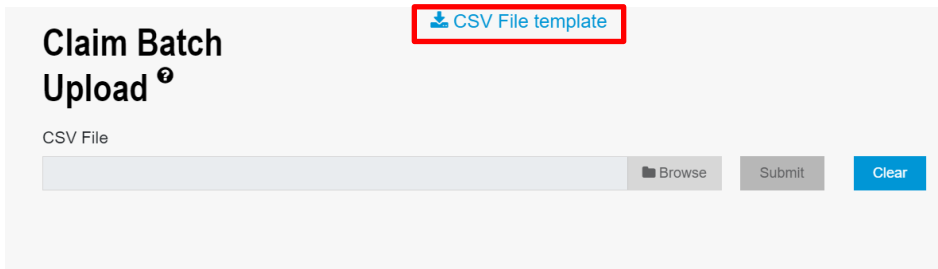 CSV File template
Claim Batch
Upload ?
CSV File
Browse
Submit
Clear